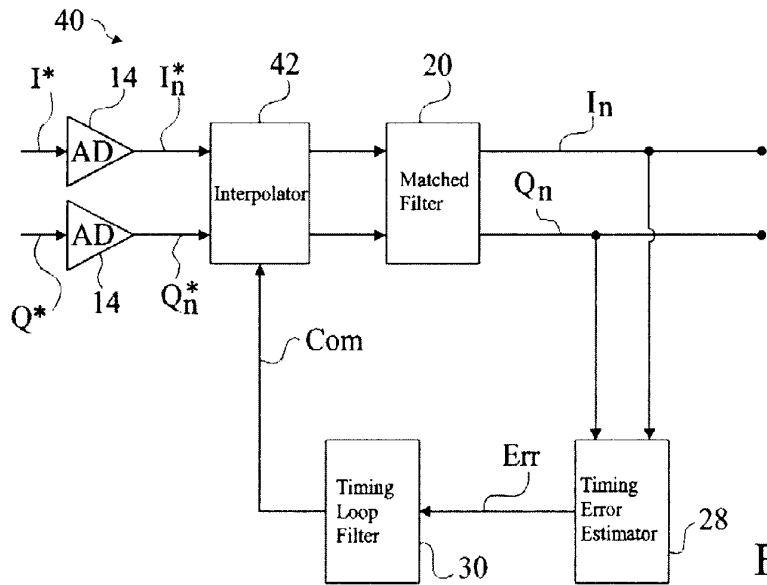 40
I*
14
I*n
42
20
In
AD
Interpolator
Matched
Filter
Qn
AD
Q*
14
Q*n
Com
Timing
Loop
Filter
Err
Timing
Error
Estimator
28
30